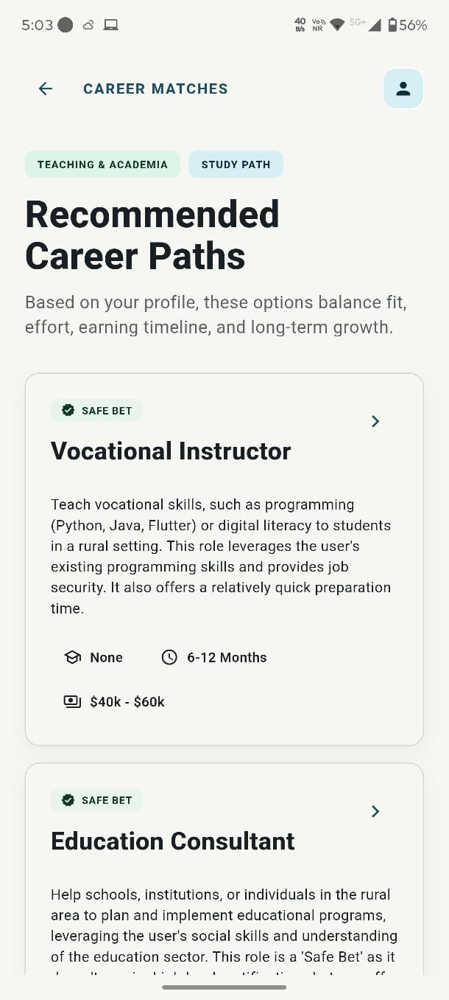 5:03
40 B/s
Vo NR
5G+
56%
CAREER MATCHES
TEACHING & ACADEMIA
STUDY PATH
Recommended
Career Paths
Based on your profile, these options balance fit,
effort, earning timeline, and long-term growth.
SAFE BET
Vocational Instructor
Teach vocational skills, such as programming
(Python, Java, Flutter) or digital literacy to students
in a rural setting. This role leverages the user's
existing programming skills and provides job
security. It also offers a relatively quick preparation
time.
None
6-12 Months
$40k - $60k
SAFE BET
Education Consultant
Help schools, institutions, or individuals in the rural
area to plan and implement educational programs,
leveraging the user's social skills and understanding
of the education sector. This role is a 'Safe Bet' as it